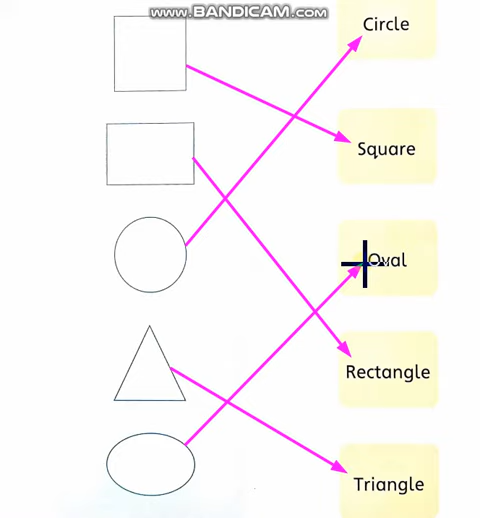 www.BANDICAM.com
Circle
Square
Oval
Rectangle
Triangle